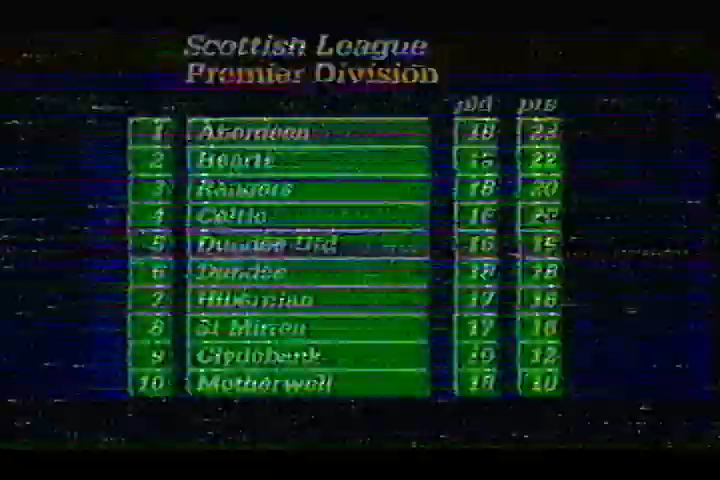 Scottish League
Premier Division
pld pts
1 Aberdeen 18 23
2 Hearts 22
3 Rangers 18 20
4 Celtic 16 20
5 Dundee Utd 16 19
6 Dundee 18 18
7 Hibernian 17 16
8 St Mirren 17 16
9 Clydebank 12
10 Motherwell 18 10